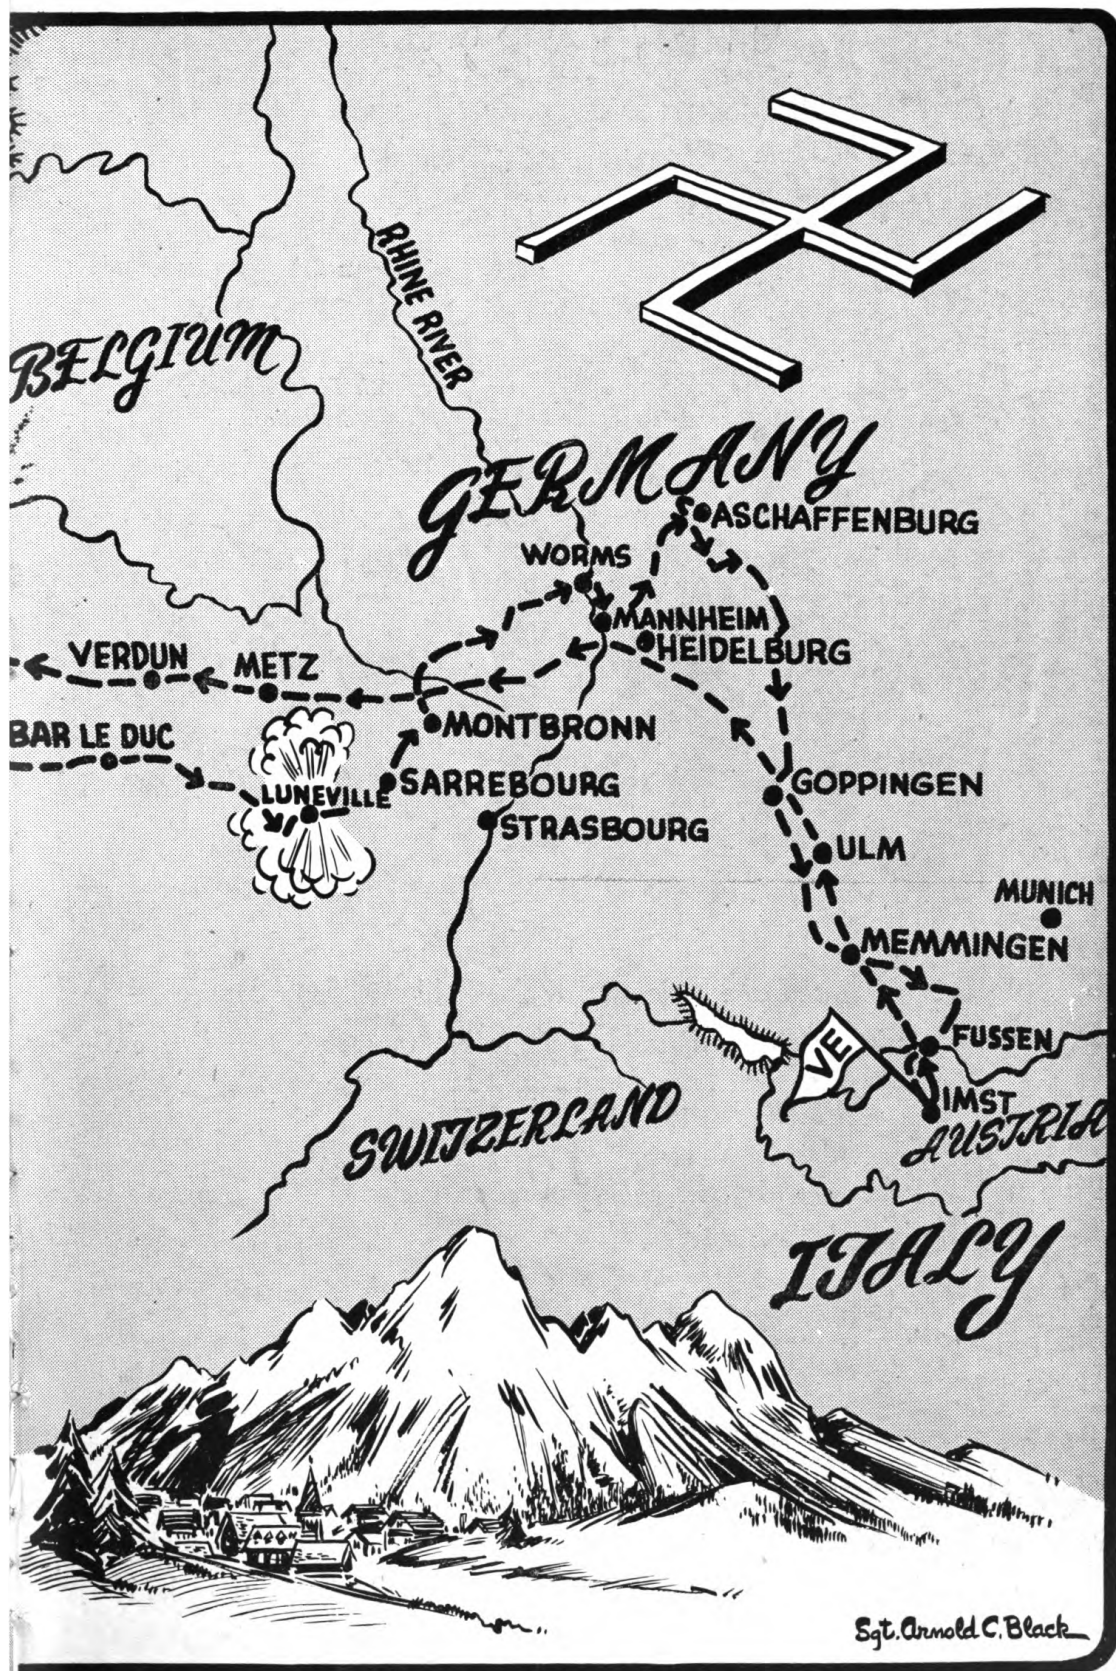 RHINE RIVER
BELGIUM
GERMANY
ASCHAFFENBURG
WORMS
MANNHEIM
HEIDELBURG
VERDUN
METZ
MONTBRONN
BAR LE DUC
SARREBOURG
LUNEVILLE
GOPPINGEN
STRASBOURG
ULM
MUNICH
MEMMINGEN
FUSSEN
VE
IMST
SWITZERLAND
AUSTRIA
ITALY
Sgt. Arnold C. Black